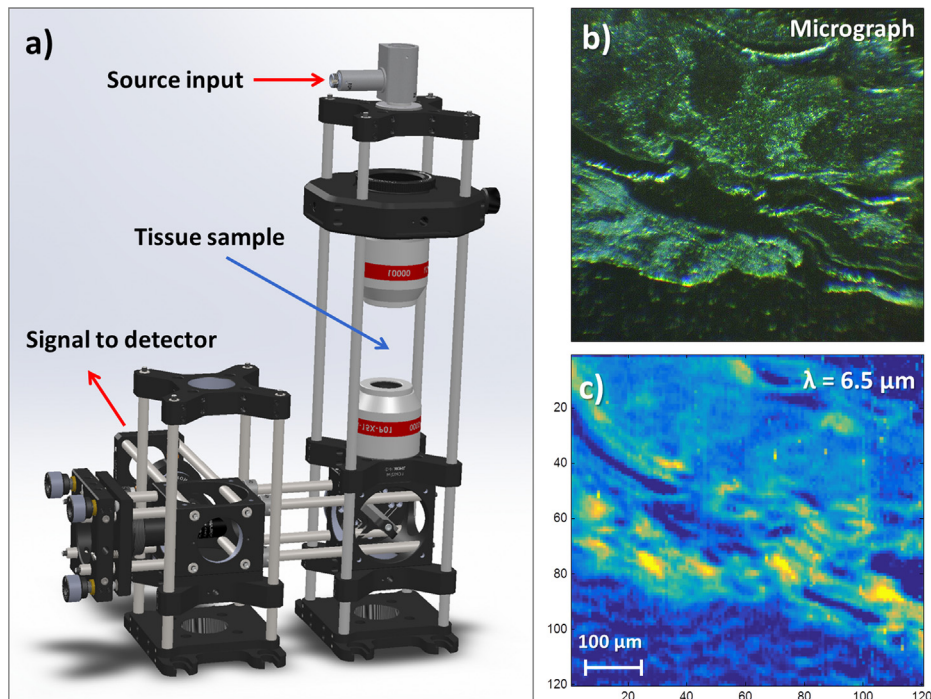 a)
Source input
Tissue sample
Signal to detector
b)
Micrograph
c)
λ = 6.5 µm
20
40
60
80
100
120
100 µm
20
40
60
80
100
120